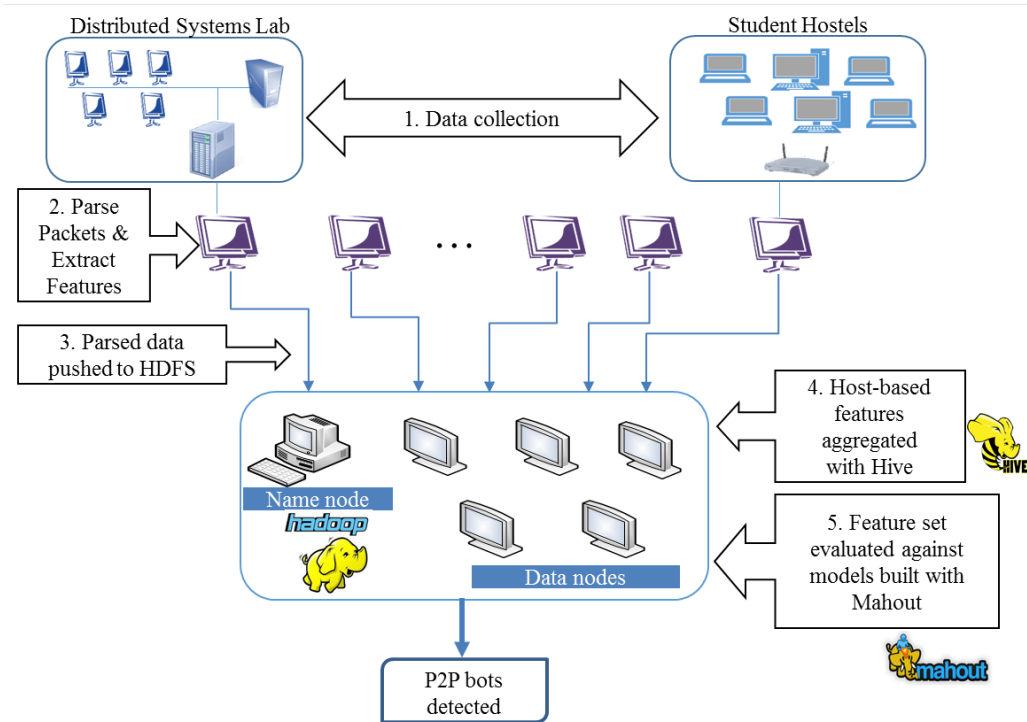 Distributed Systems Lab
Student Hostels
1. Data collection
2. Parse
Packets &
Extract
Features
...
3. Parsed data
pushed to HDFS
4. Host-based
features
aggregated
with Hive
HIVE
Name node
hadoop
Data nodes
5. Feature set
evaluated against
models built with
Mahout
mahout
P2P bots
detected